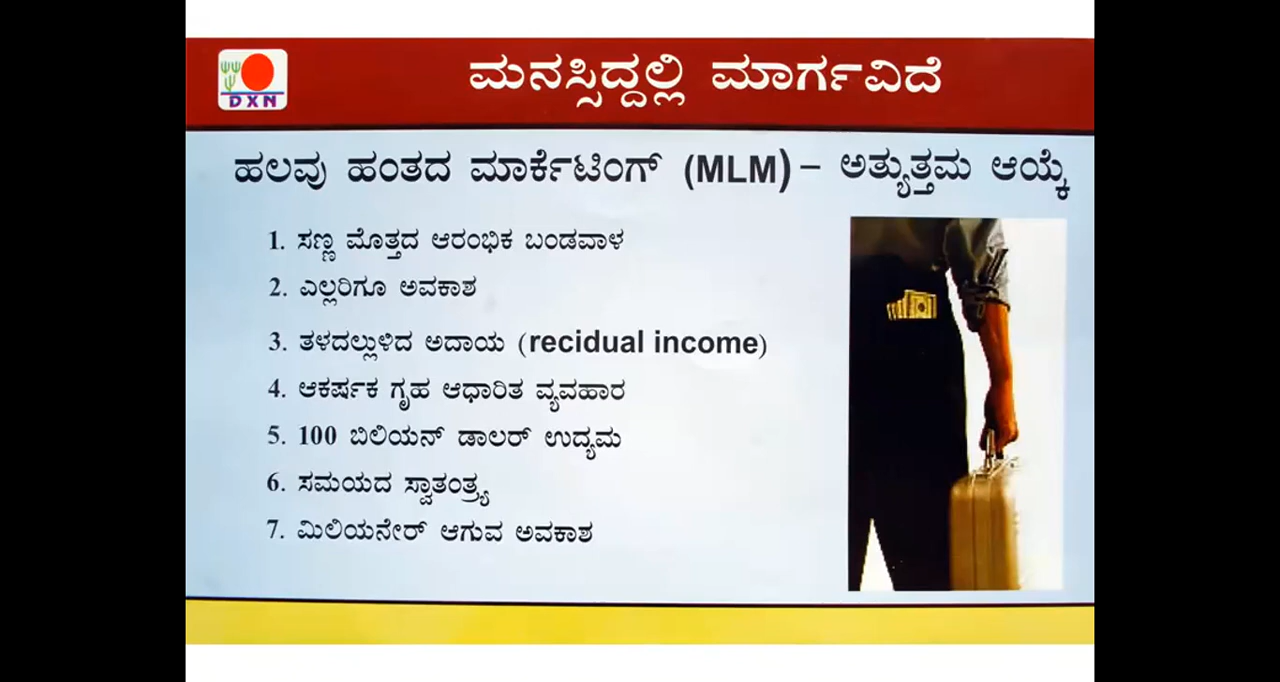 DXN
ಮನಸ್ಸಿದ್ದಲ್ಲಿ ಮಾರ್ಗವಿದೆ
ಹಲವು ಹಂತದ ಮಾರ್ಕೆಟಿಂಗ್ (MLM) – ಅತ್ಯುತ್ತಮ ಆಯ್ಕೆ
1. ಸಣ್ಣ ಮೊತ್ತದ ಆರಂಭಿಕ ಬಂಡವಾಳ
2. ಎಲ್ಲರಿಗೂ ಅವಕಾಶ
3. ತಳದಲ್ಲುಳಿದ ಅದಾಯ (recidual income)
4. ಆಕರ್ಷಕ ಗೃಹ ಆಧಾರಿತ ವ್ಯವಹಾರ
5. 100 ಬಿಲಿಯನ್ ಡಾಲರ್ ಉದ್ಯಮ
6. ಸಮಯದ ಸ್ವಾತಂತ್ರ್ಯ
7. ಮಿಲಿಯನೇರ್ ಆಗುವ ಅವಕಾಶ